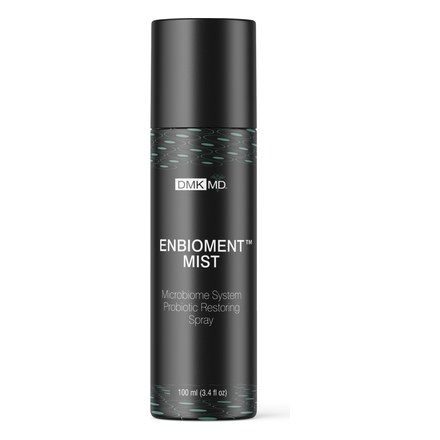 DMK MD.
ENBIOMENT™
MIST
Microbiome System
Probiotic Restoring
Spray
100 ml (3.4 fl oz)